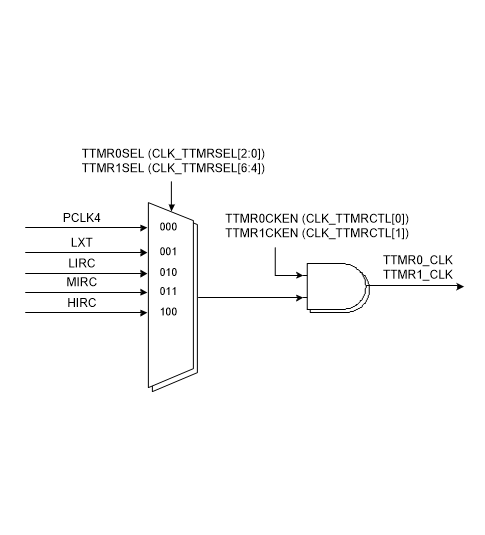 TTMR0SEL (CLK_TTMRSEL[2:0])
TTMR1SEL (CLK_TTMRSEL[6:4])
PCLK4
000
TTMR0CKEN (CLK_TTMRCTL[0])
TTMR1CKEN (CLK_TTMRCTL[1])
LXT
001
LIRC
010
MIRC
011
HIRC
100
TTMR0_CLK
TTMR1_CLK